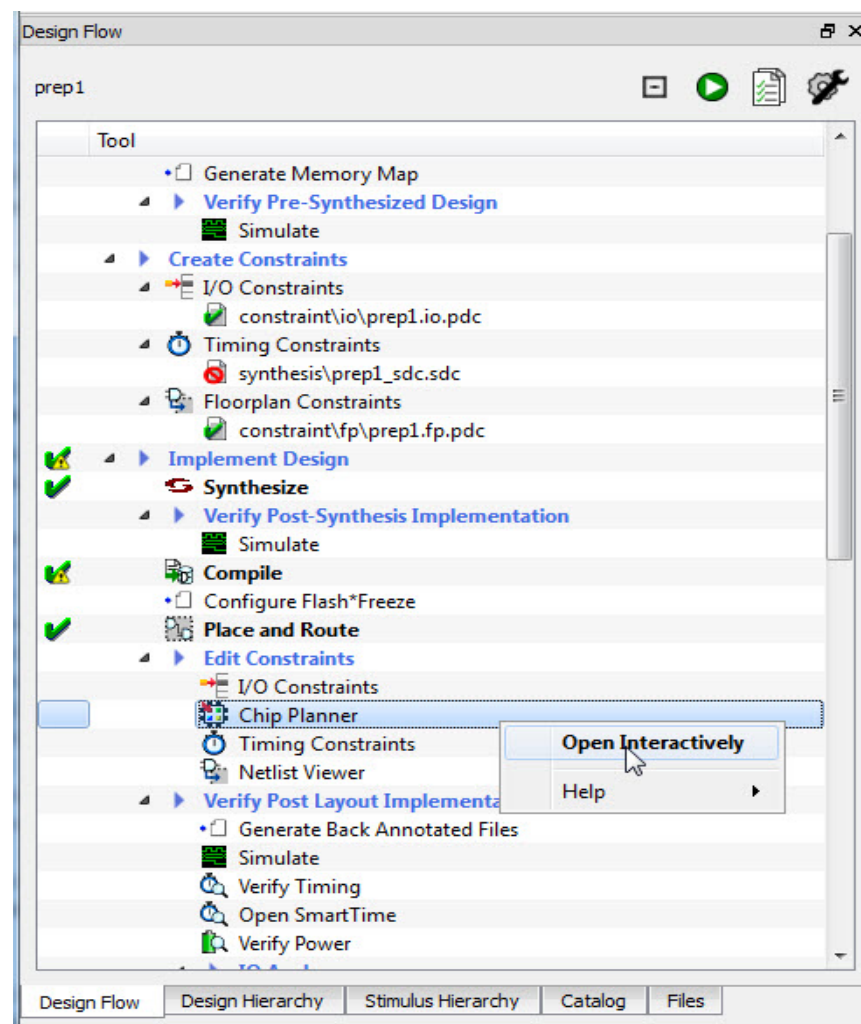 Design Flow
prep1
Tool
Generate Memory Map
Verify Pre-Synthesized Design
Simulate
Create Constraints
I/O Constraints
constraint\io\prep1.io.pdc
Timing Constraints
synthesis\prep1_sdc.sdc
Floorplan Constraints
constraint\fp\prep1.fp.pdc
Implement Design
Synthesize
Verify Post-Synthesis Implementation
Simulate
Compile
Configure Flash*Freeze
Place and Route
Edit Constraints
I/O Constraints
Chip Planner
Timing Constraints
Open Interactively
Netlist Viewer
Help
Verify Post Layout Implementa
Generate Back Annotated Files
Simulate
Verify Timing
Open SmartTime
Verify Power
Design Flow Design Hierarchy Stimulus Hierarchy Catalog Files